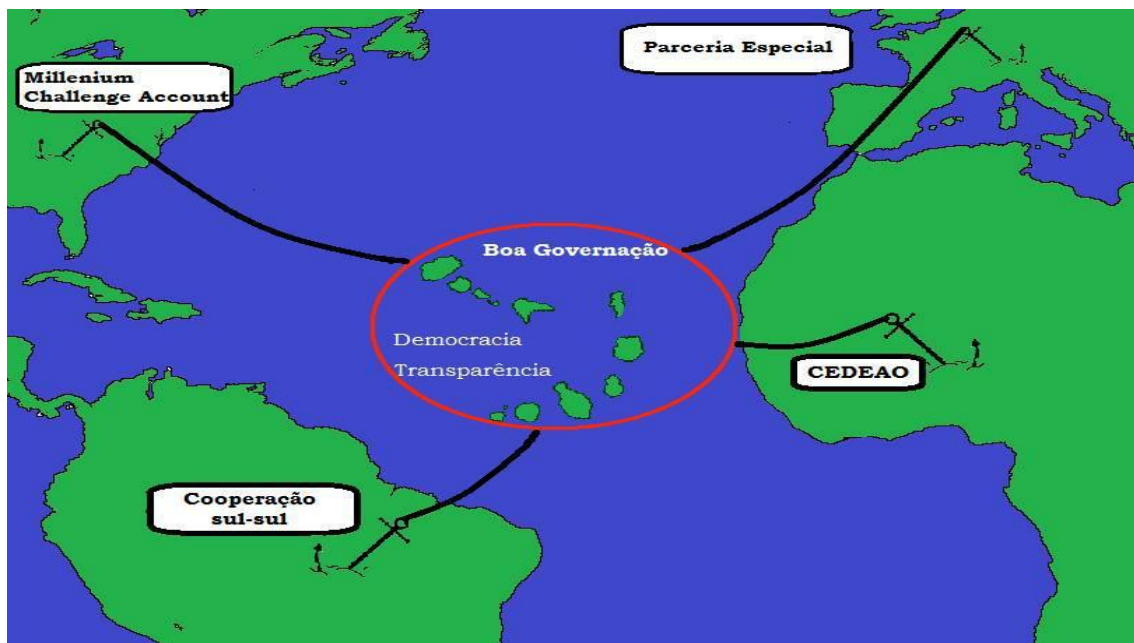 Parceria Especial
Millenium
Challenge Account
Boa Governação
Democracia
Transparência
CEDEAO
Cooperação
sul-sul